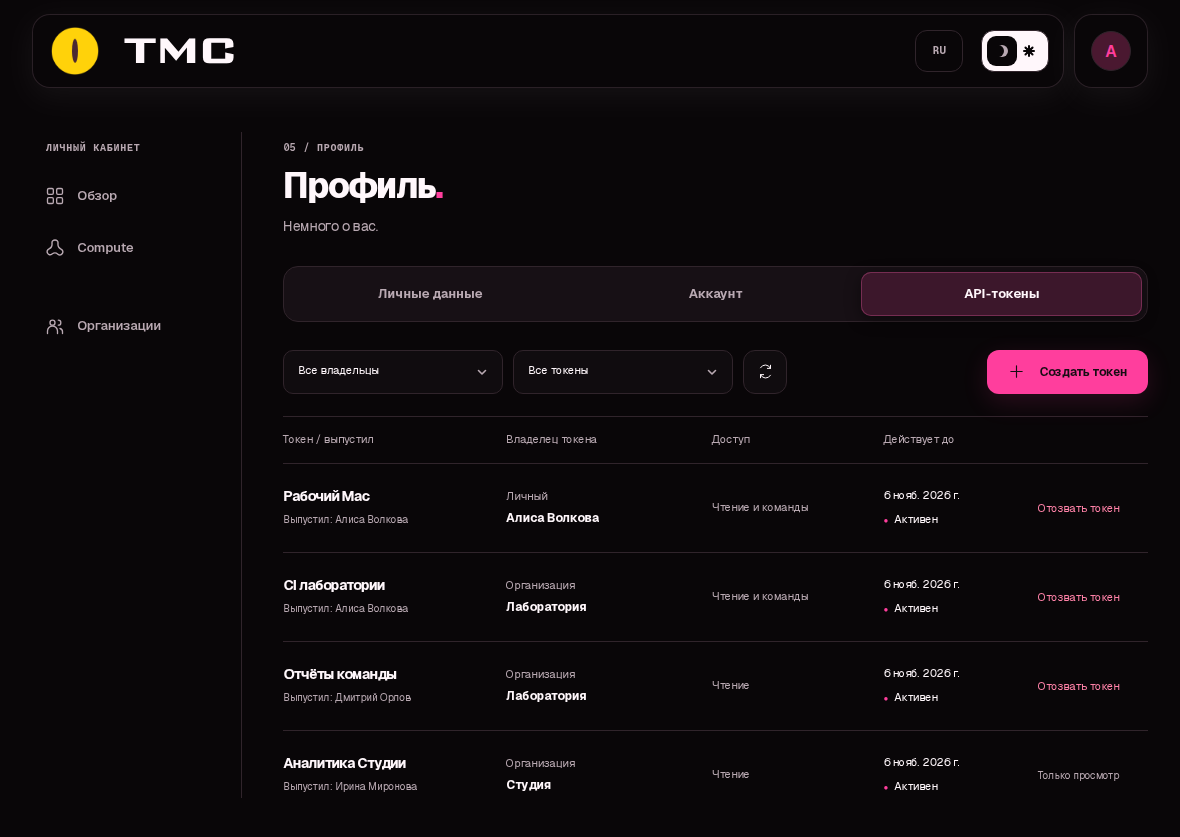 TMC
RU
A
ЛИЧНЫЙ КАБИНЕТ
Обзор
Compute
Организации
05 / ПРОФИЛЬ
Профиль.
Немного о вас.
Личные данные
Аккаунт
API-токены
Все владельцы
Все токены
Создать токен
Токен / выпустил
Владелец токена
Доступ
Действует до
Рабочий Mac
Выпустил: Алиса Волкова
Личный
Алиса Волкова
Чтение и команды
6 нояб. 2026 г.
Активен
Отозвать токен
CI лаборатории
Выпустил: Алиса Волкова
Организация
Лаборатория
Чтение и команды
6 нояб. 2026 г.
Активен
Отозвать токен
Отчёты команды
Выпустил: Дмитрий Орлов
Организация
Лаборатория
Чтение
6 нояб. 2026 г.
Активен
Отозвать токен
Аналитика Студии
Выпустил: Ирина Миронова
Организация
Студия
Чтение
6 нояб. 2026 г.
Активен
Только просмотр